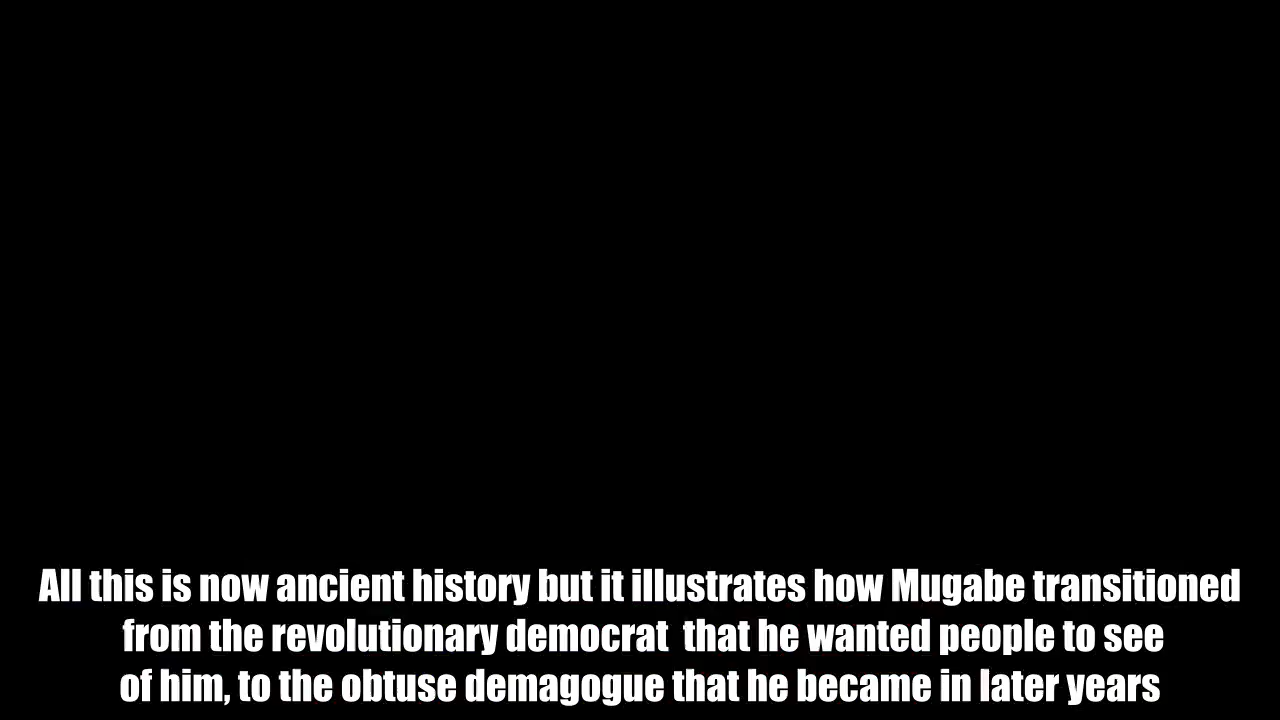 All this is now ancient history but it illustrates how Mugabe transitioned
from the revolutionary democrat  that he wanted people to see
of him, to the obtuse demagogue that he became in later years